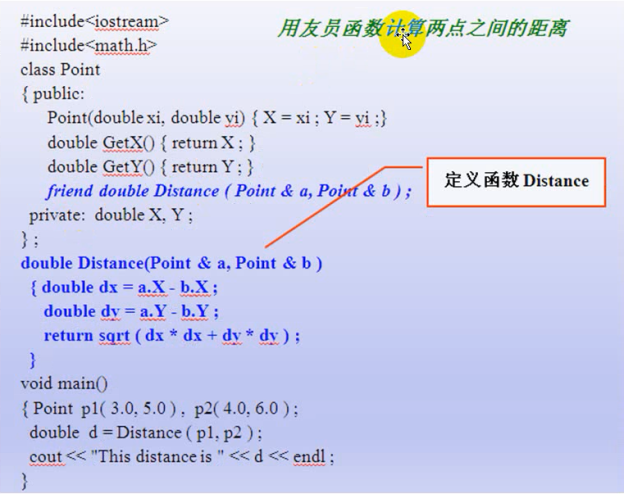 用友员函数计算两点之间的距离
#include<iostream>
#include<math.h>
class Point
{ public:
Point(double xi, double yi) { X = xi ; Y = yi ;}
double GetX() { return X ; }
double GetY() { return Y ; }
friend double Distance ( Point & a, Point & b ) ;
private: double X, Y ;
} ;
定义函数 Distance
double Distance(Point & a, Point & b )
{ double dx = a.X - b.X ;
double dy = a.Y - b.Y ;
return sqrt ( dx * dx + dy * dy ) ;
}
void main()
{ Point p1( 3.0, 5.0 ) , p2( 4.0, 6.0 ) ;
double d = Distance ( p1, p2 ) ;
cout << "This distance is " << d << endl ;
}